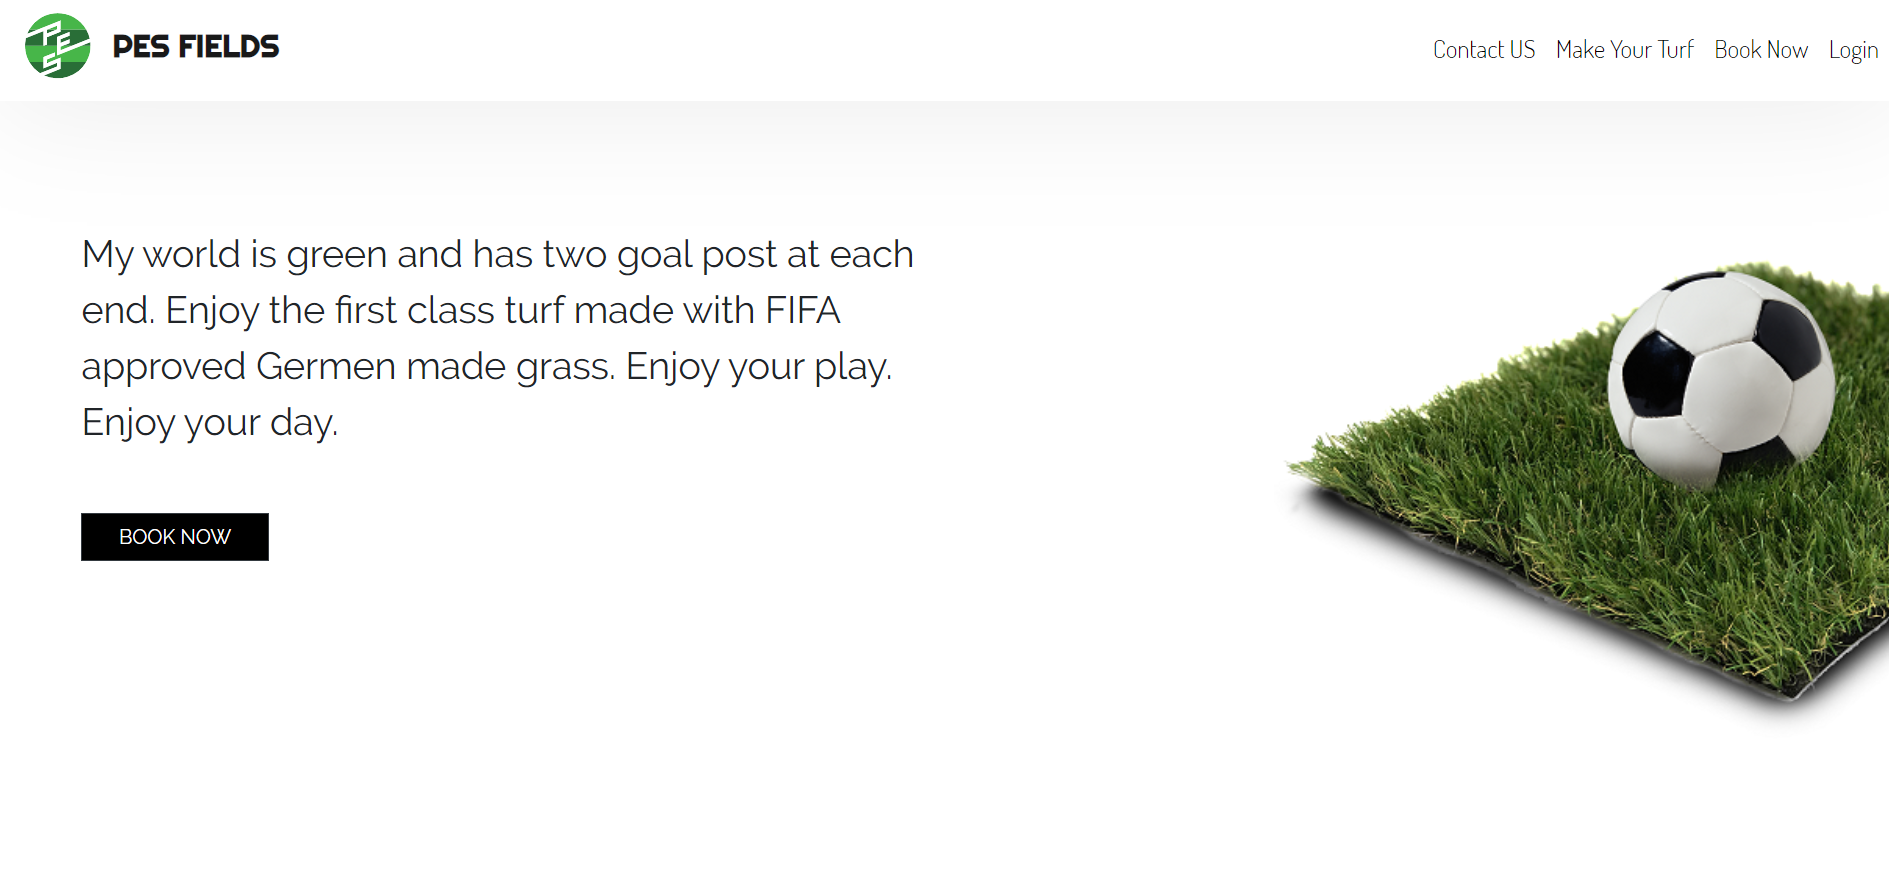 PES
PES FIELDS
Contact US Make Your Turf Book Now Login
My world is green and has two goal post at each
end. Enjoy the first class turf made with FIFA
approved Germen made grass. Enjoy your play.
Enjoy your day.
BOOK NOW